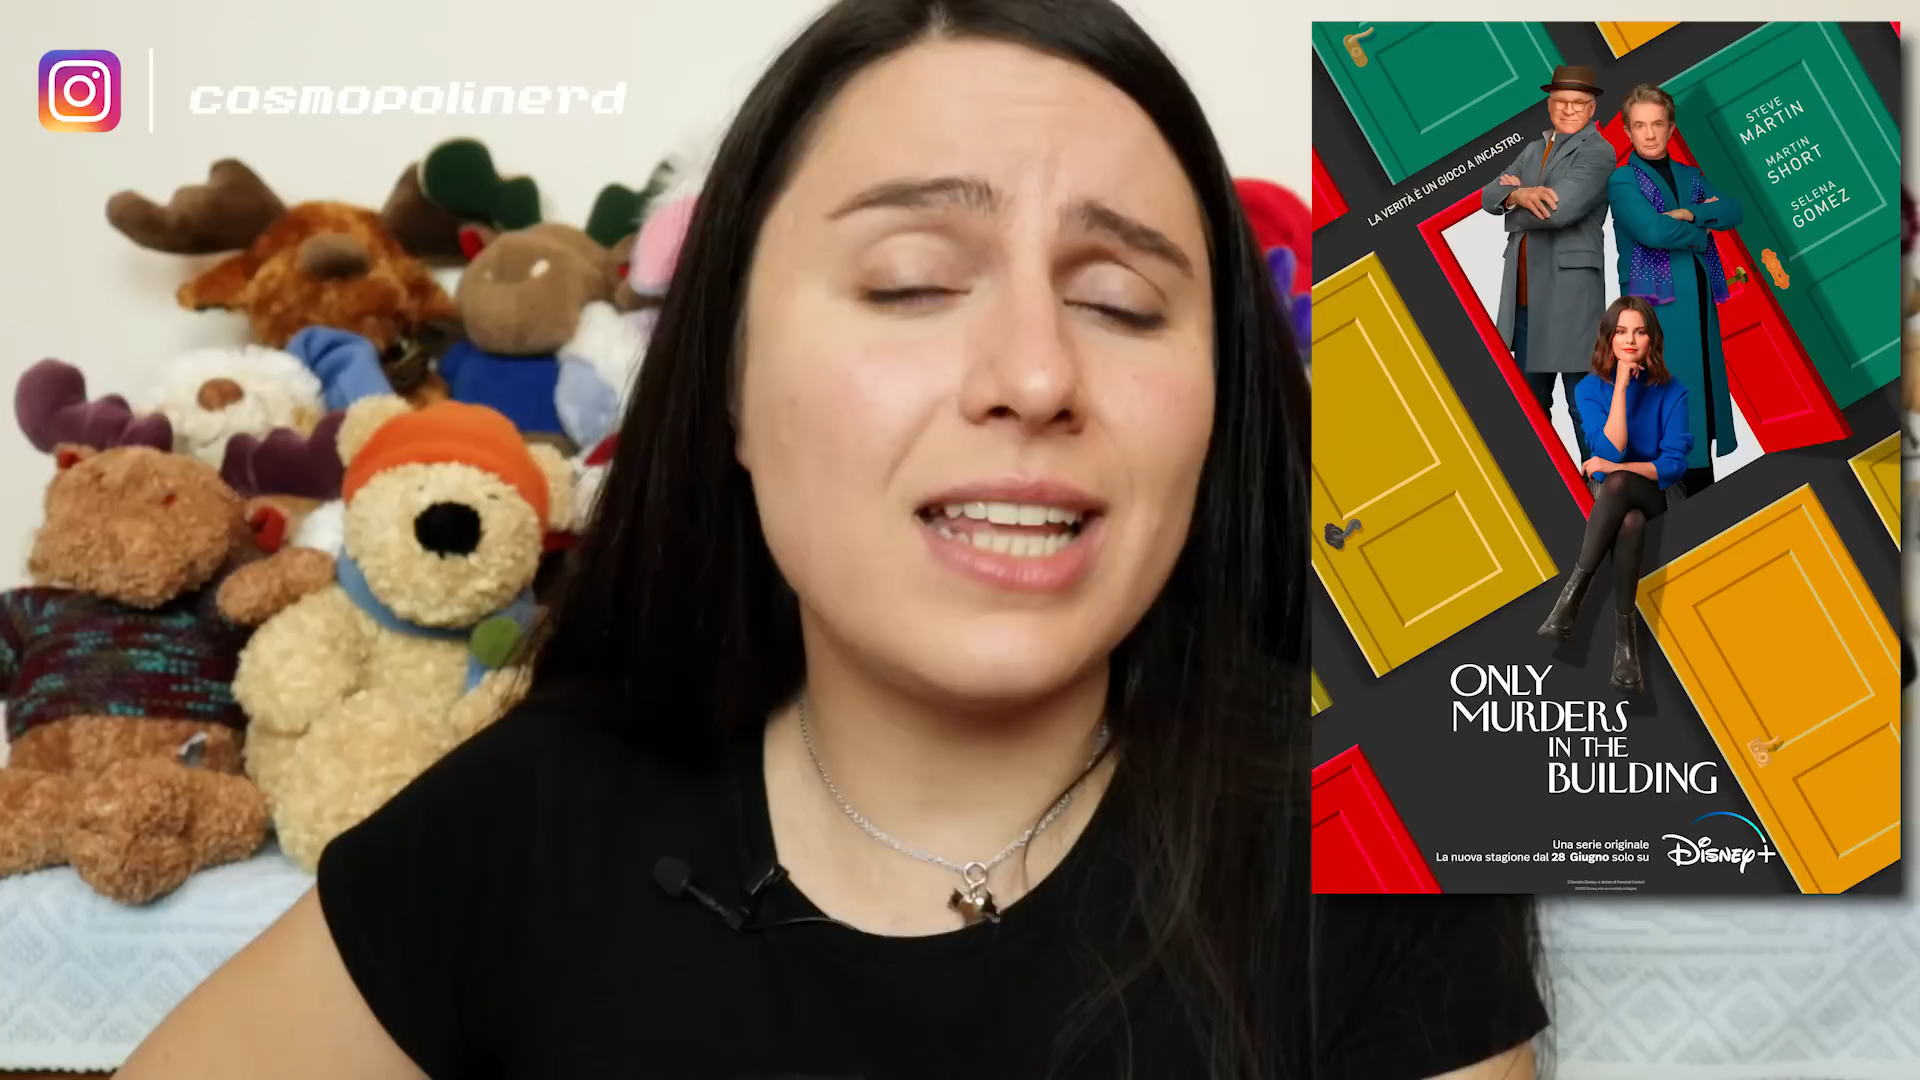 cosmopolinerd
LA VERITÀ È UN GIOCO A INCASTRO.
STEVE
MARTIN
MARTIN
SHORT
SELENA
GOMEZ
ONLY
MURDERS
IN THE
BUILDING
Una serie originale
La nuova stagione dal 28 Giugno solo su
Disney+